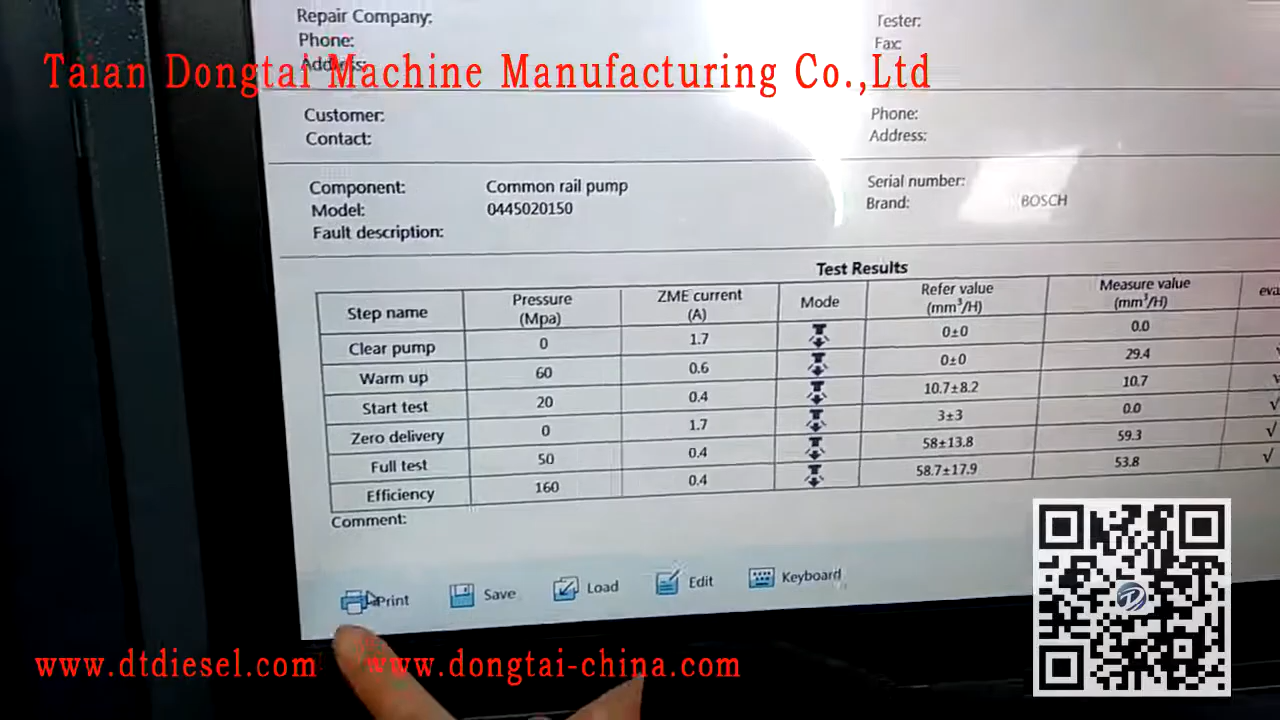 Repair Company:
Tester:
Phone:
Fax:
Address:
Taian Dongtai Machine Manufacturing Co.,Ltd
Customer:
Phone:
Contact:
Address:
Component: Common rail pump
Serial number:
Model: 0445020150
Brand: BOSCH
Fault description:
Test Results
Step name Pressure (Mpa) ZME current (A) Mode Refer value (mm³/H) Measure value (mm³/H) eva
Clear pump 0 1.7 0±0 0.0
Warm up 60 0.6 0±0 29.4
Start test 20 0.4 10.7±8.2 10.7 √
Zero delivery 0 1.7 3±3 0.0 √
Full test 50 0.4 58±13.8 59.3 √
Efficiency 160 0.4 58.7±17.9 53.8 √
Comment:
Print Save Load Edit Keyboard
www.dtdiesel.com www.dongtai-china.com